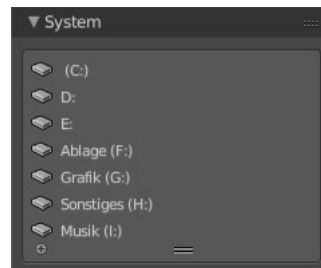 System
(C:)
D:
E:
Ablage (F:)
Grafik (G:)
Sonstiges (H:)
Musik (I:)